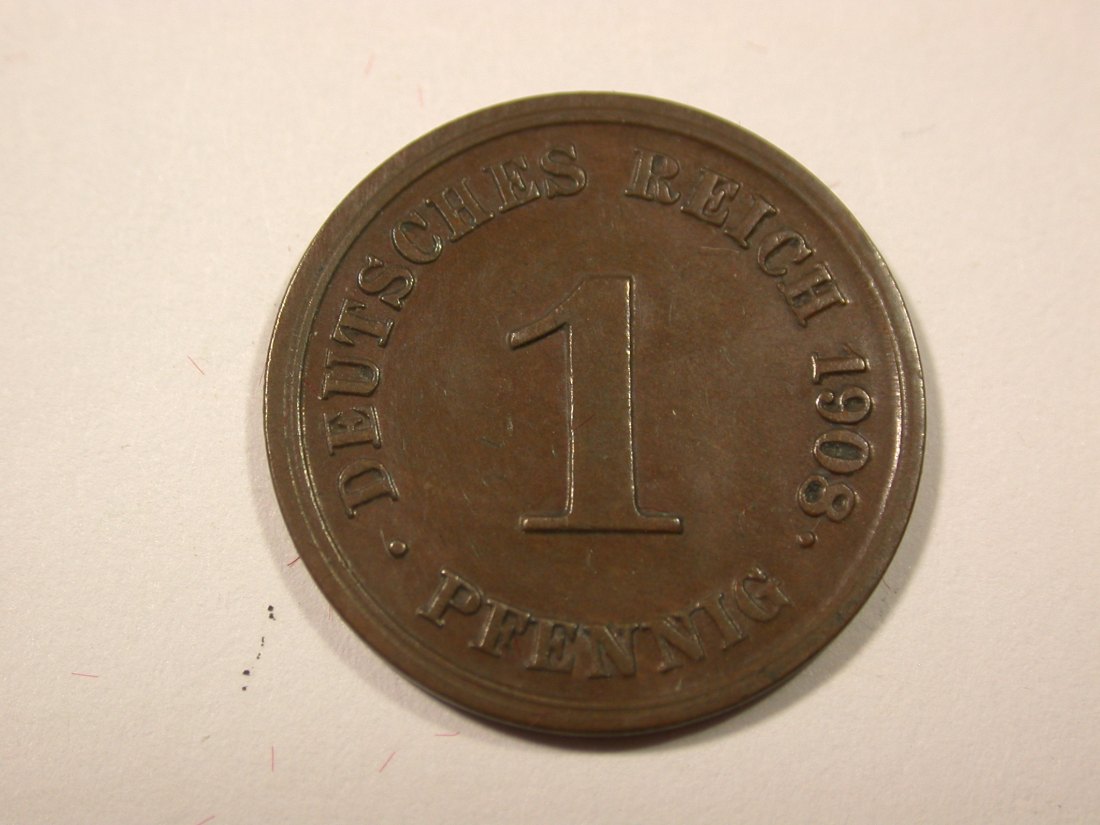 · DEUTSCHES REICH 1908 ·
1
PFENNIG